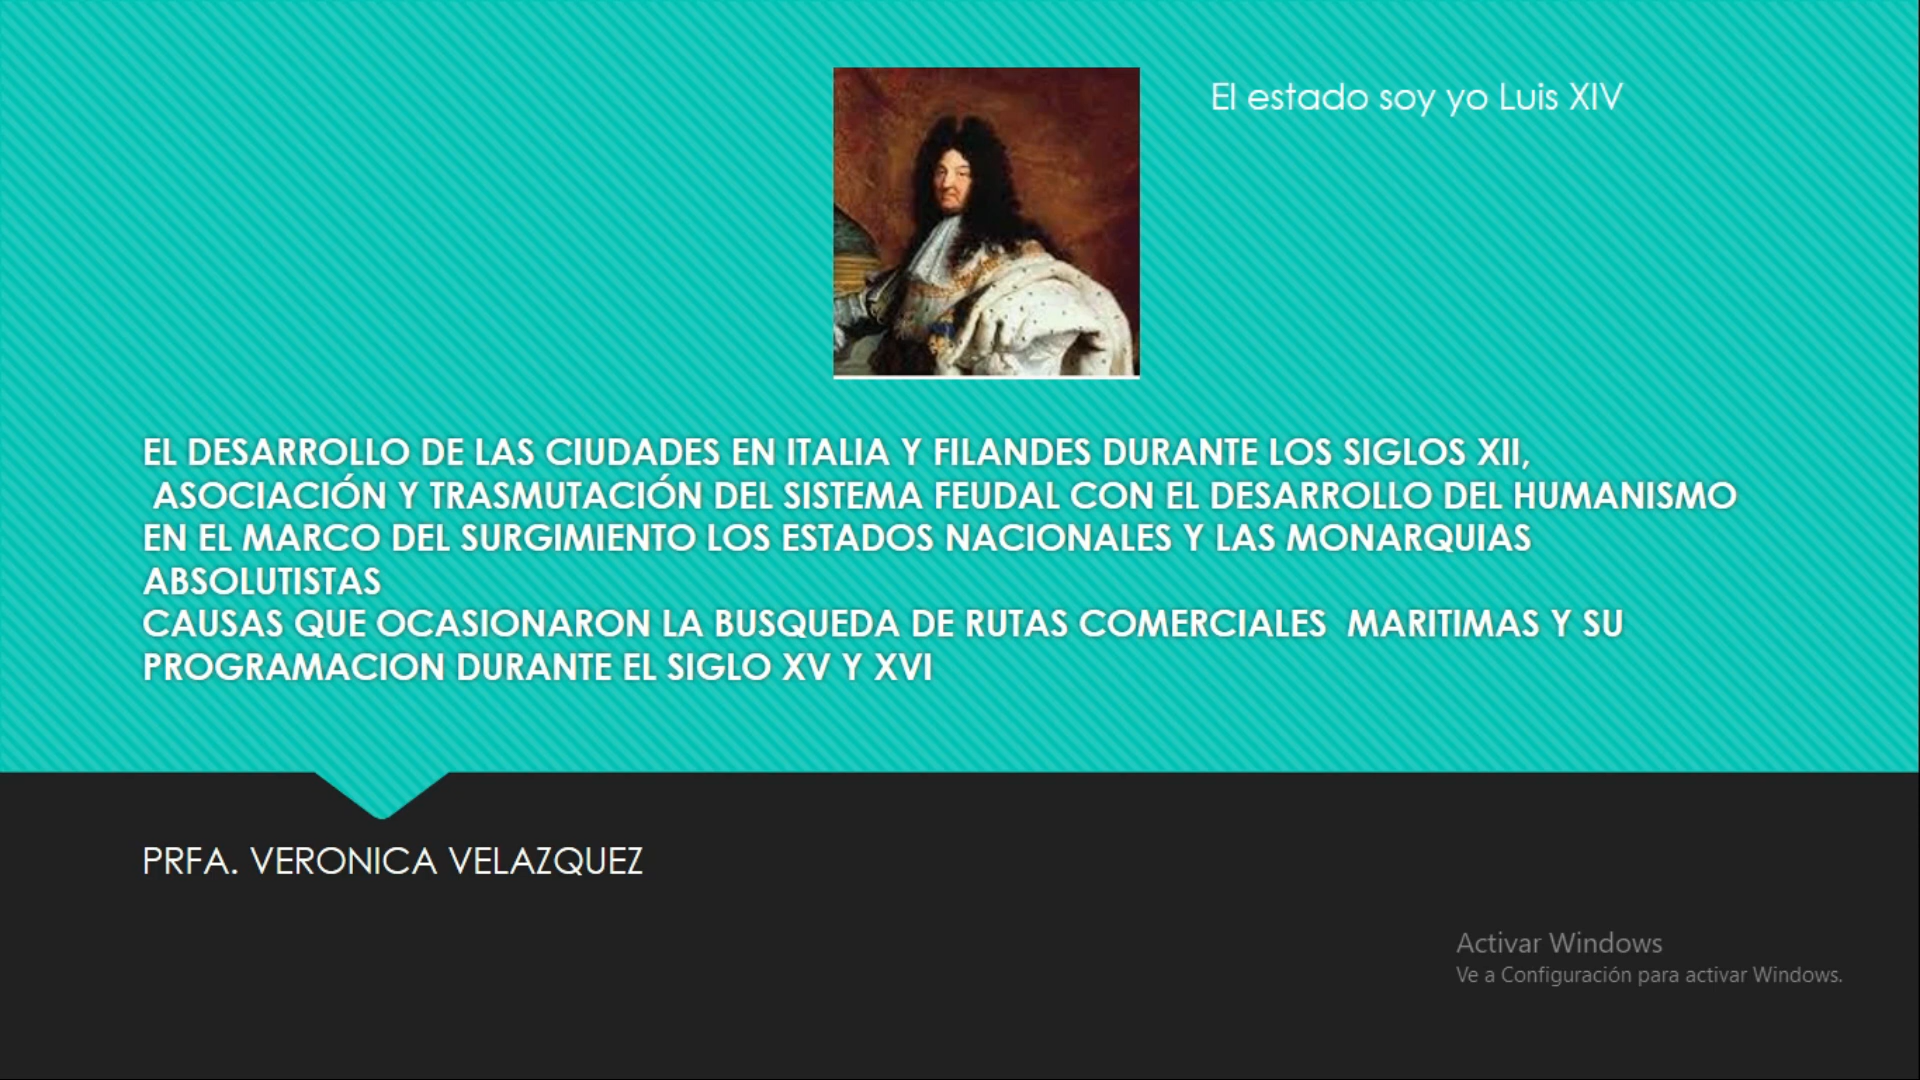 El estado soy yo Luis XIV
EL DESARROLLO DE LAS CIUDADES EN ITALIA Y FILANDES DURANTE LOS SIGLOS XII,
ASOCIACIÓN Y TRASMUTACIÓN DEL SISTEMA FEUDAL CON EL DESARROLLO DEL HUMANISMO
EN EL MARCO DEL SURGIMIENTO LOS ESTADOS NACIONALES Y LAS MONARQUIAS
ABSOLUTISTAS
CAUSAS QUE OCASIONARON LA BUSQUEDA DE RUTAS COMERCIALES MARITIMAS Y SU
PROGRAMACION DURANTE EL SIGLO XV Y XVI
PRFA. VERONICA VELAZQUEZ
Activar Windows
Ve a Configuración para activar Windows.